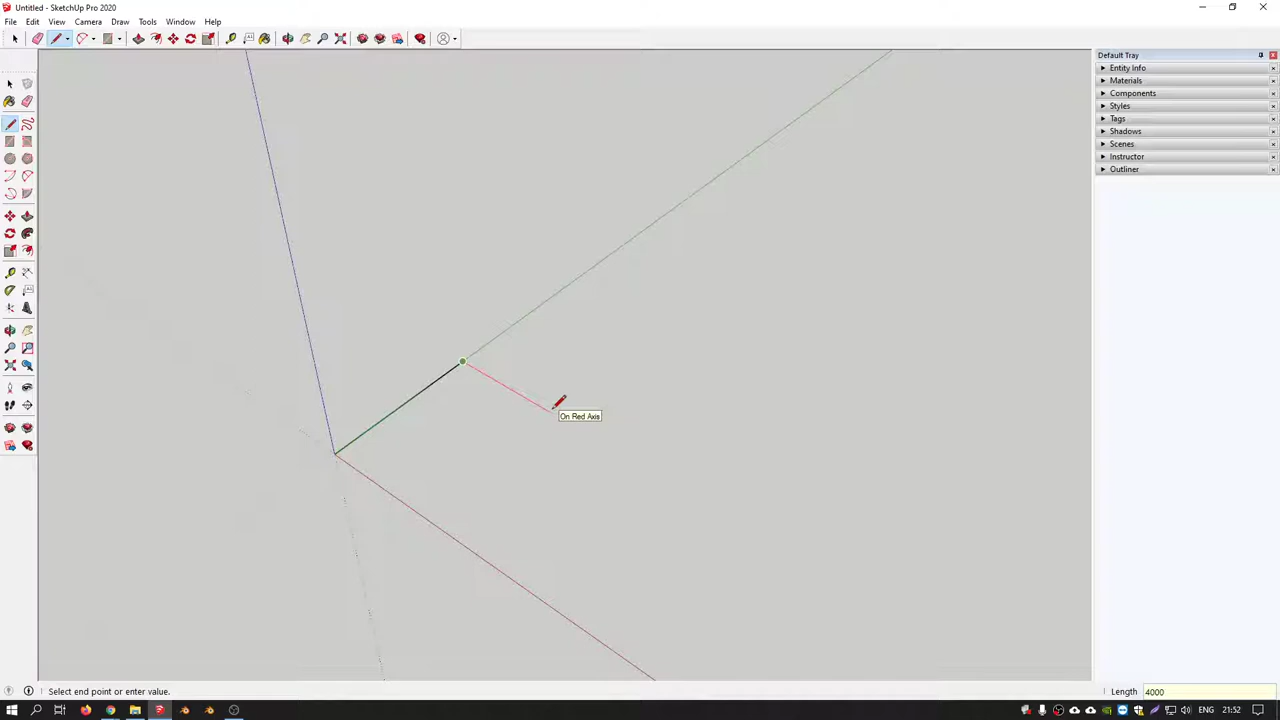 Untitled - SketchUp Pro 2020
File Edit View Camera Draw Tools Window Help
Default Tray
Entity Info
Materials
Components
Styles
Tags
Shadows
Scenes
Instructor
Outliner
On Red Axis
Select end point or enter value.
Length 4000
ENG 21:52